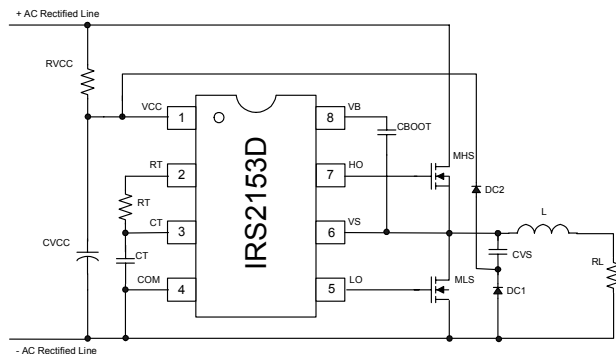 + AC Rectified Line
RVCC
VCC
1
8
VB
CBOOT
MHS
RT
2
7
HO
RT
IRS2153D
DC2
CT
3
6
VS
L
CVCC
CT
CVS
RL
COM
4
5
LO
MLS
DC1
- AC Rectified Line